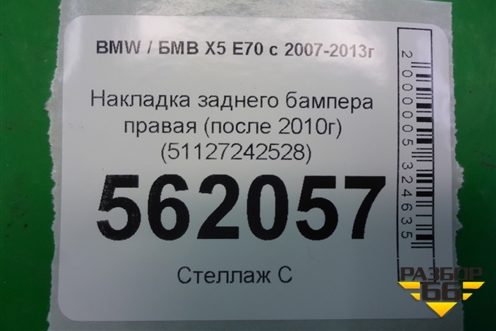 BMW / БМВ X5 E70 с 2007-2013г
Накладка заднего бампера
правая (после 2010г)
(51127242528)
562057
Стеллаж С
2000005324635
РАЗБОР
66